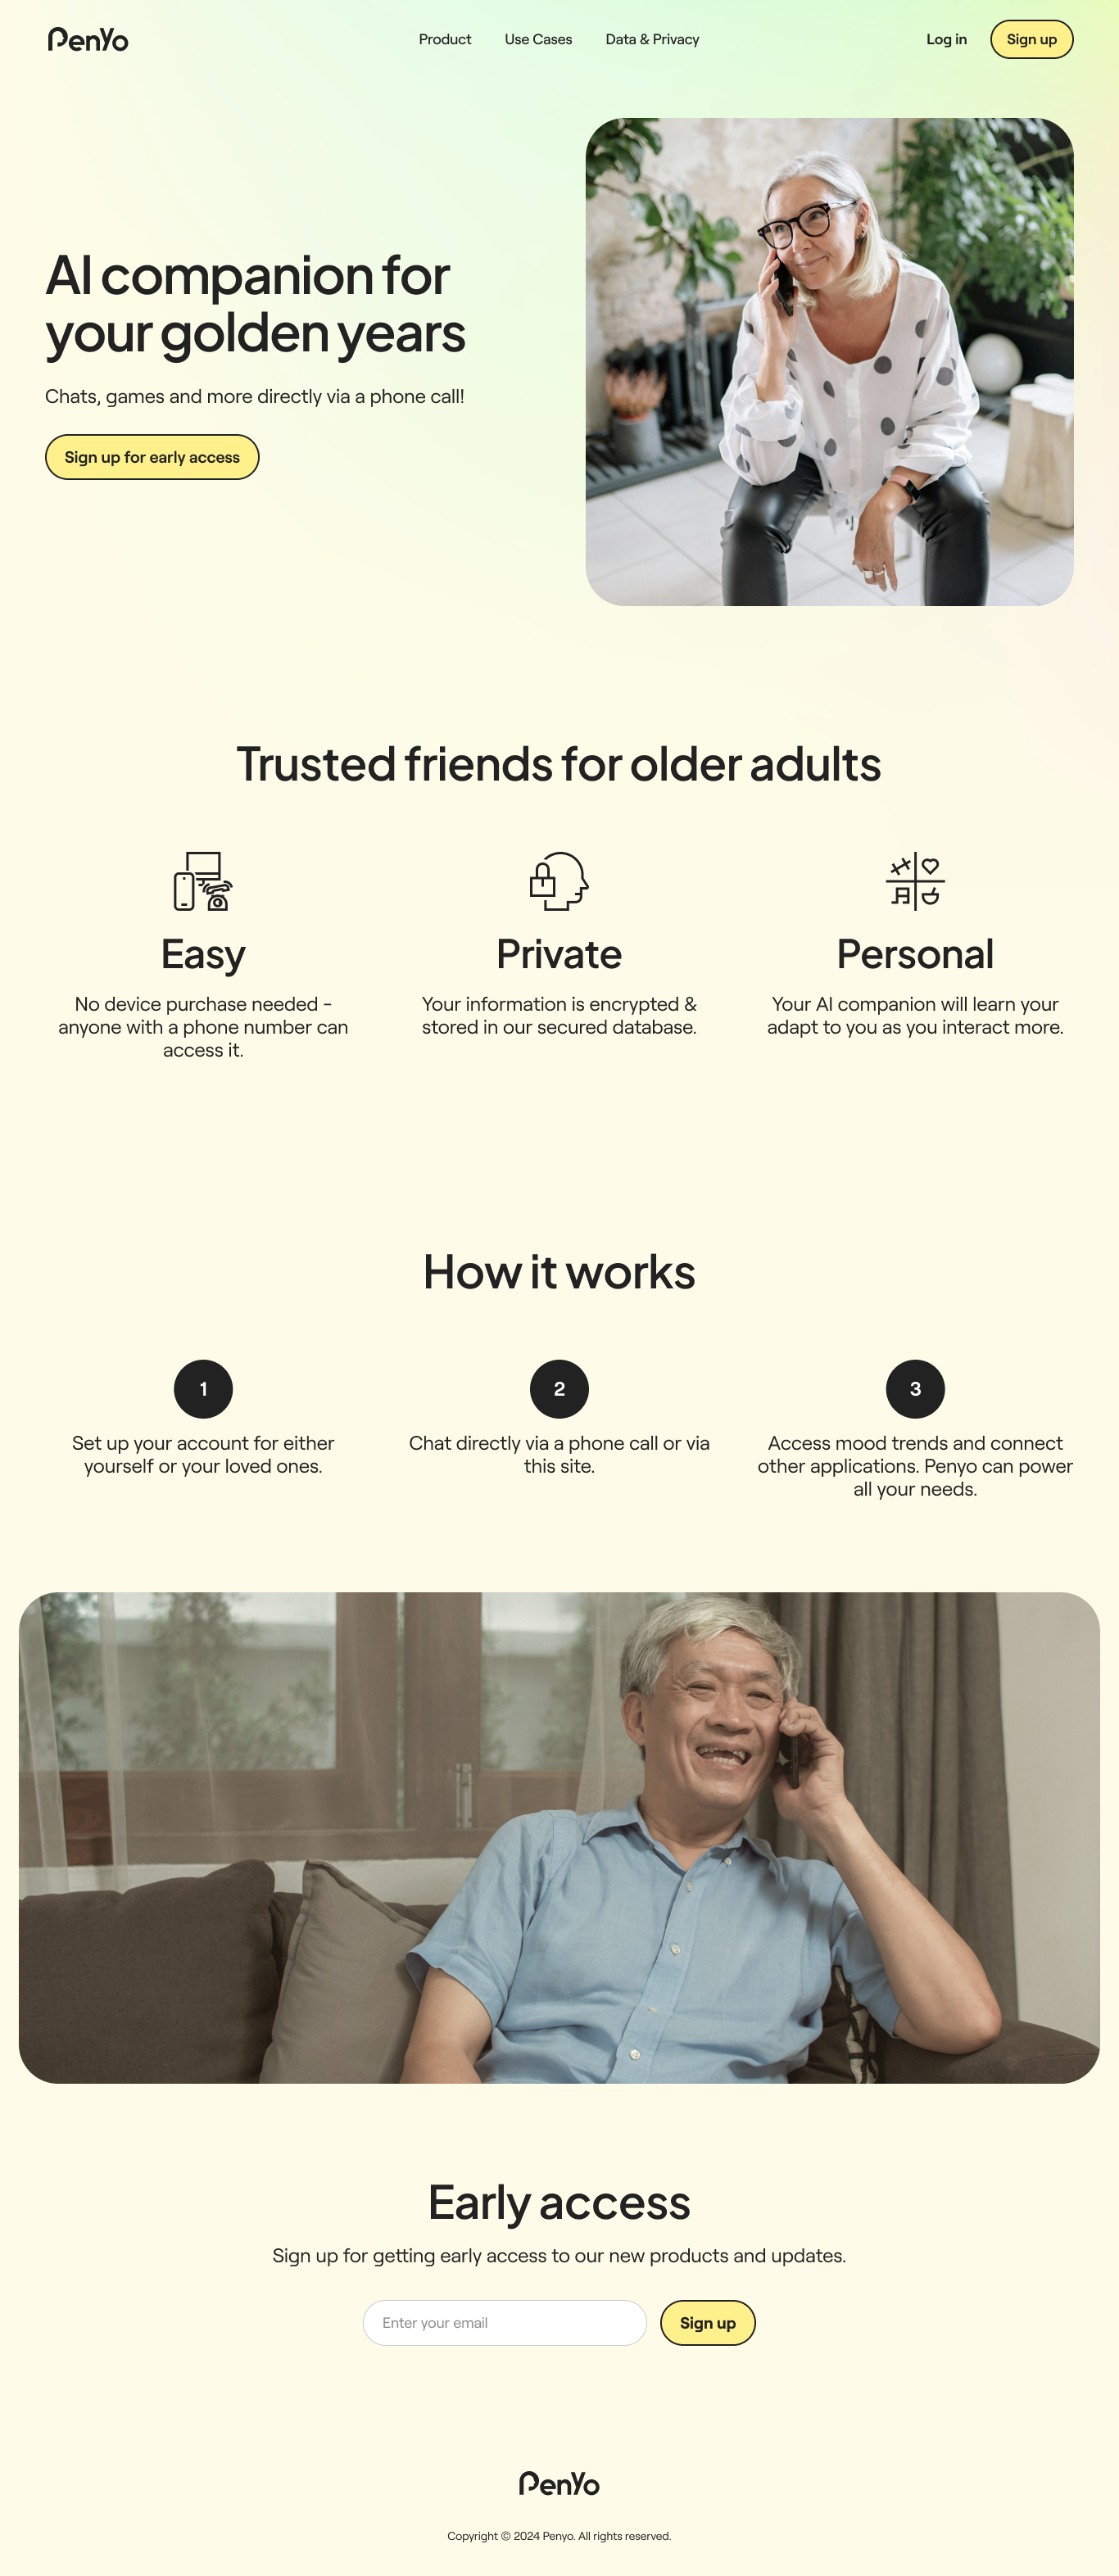 PenYo
Product
Use Cases
Data & Privacy
Log in
Sign up
AI companion for
your golden years
Chats, games and more directly via a phone call!
Sign up for early access
Trusted friends for older adults
Easy
No device purchase needed -
anyone with a phone number can
access it.
Private
Your information is encrypted &
stored in our secured database.
Personal
Your AI companion will learn your
adapt to you as you interact more.
How it works
1
Set up your account for either
yourself or your loved ones.
2
Chat directly via a phone call or via
this site.
3
Access mood trends and connect
other applications. Penyo can power
all your needs.
Early access
Sign up for getting early access to our new products and updates.
Enter your email
Sign up
PenYo
Copyright © 2024 Penyo. All rights reserved.